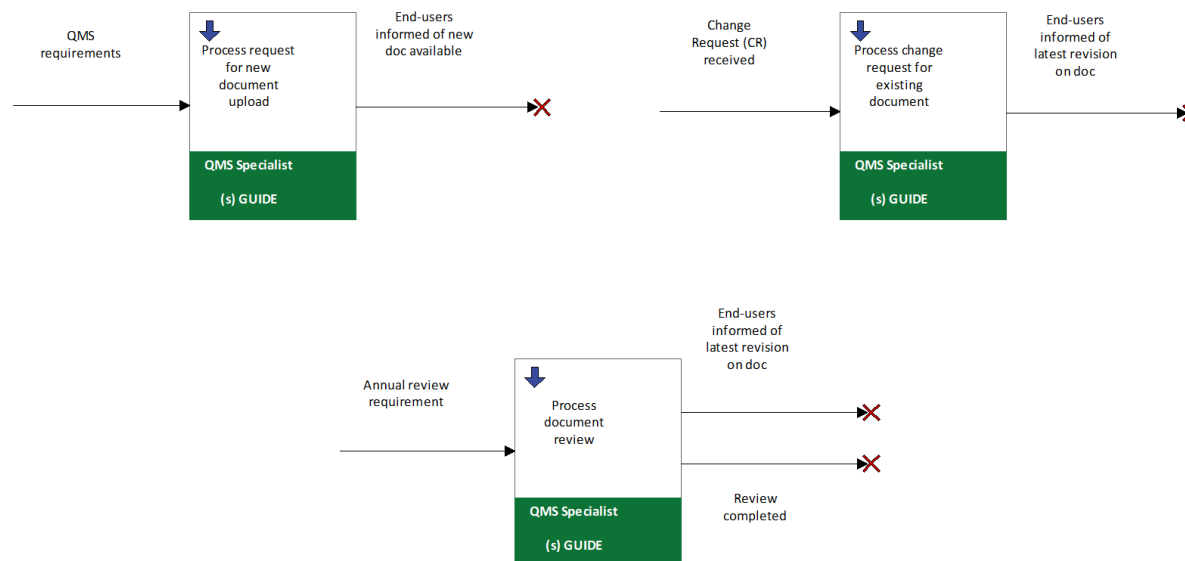 QMS
requirements
Process request
for new
document
upload
QMS Specialist
(s) GUIDE
End-users
informed of new
doc available
Change
Request (CR)
received
Process change
request for
existing
document
QMS Specialist
(s) GUIDE
End-users
informed of
latest revision
on doc
Annual review
requirement
Process
document
review
QMS Specialist
(s) GUIDE
End-users
informed of
latest revision
on doc
Review
completed